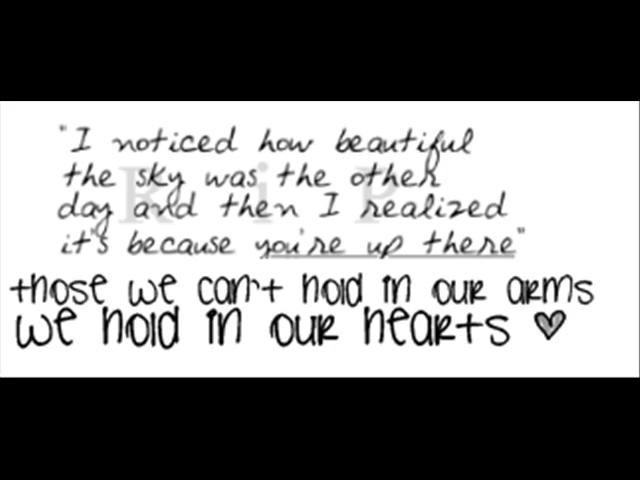 "I noticed how beautiful
the sky was the other
day and then I realized
it's because you're up there"
RiP
those we can't hold in our arms
we hold in our hearts ♡